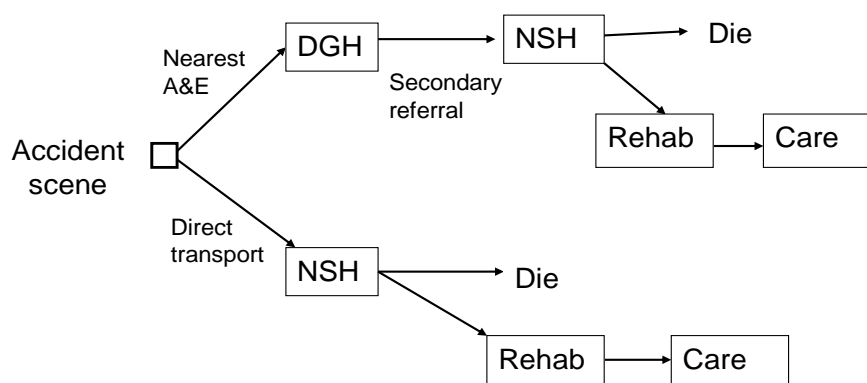 Nearest
A&E
DGH
Secondary
referral
NSH
Die
Rehab
Care
Accident
scene
Direct
transport
NSH
Die
Rehab
Care